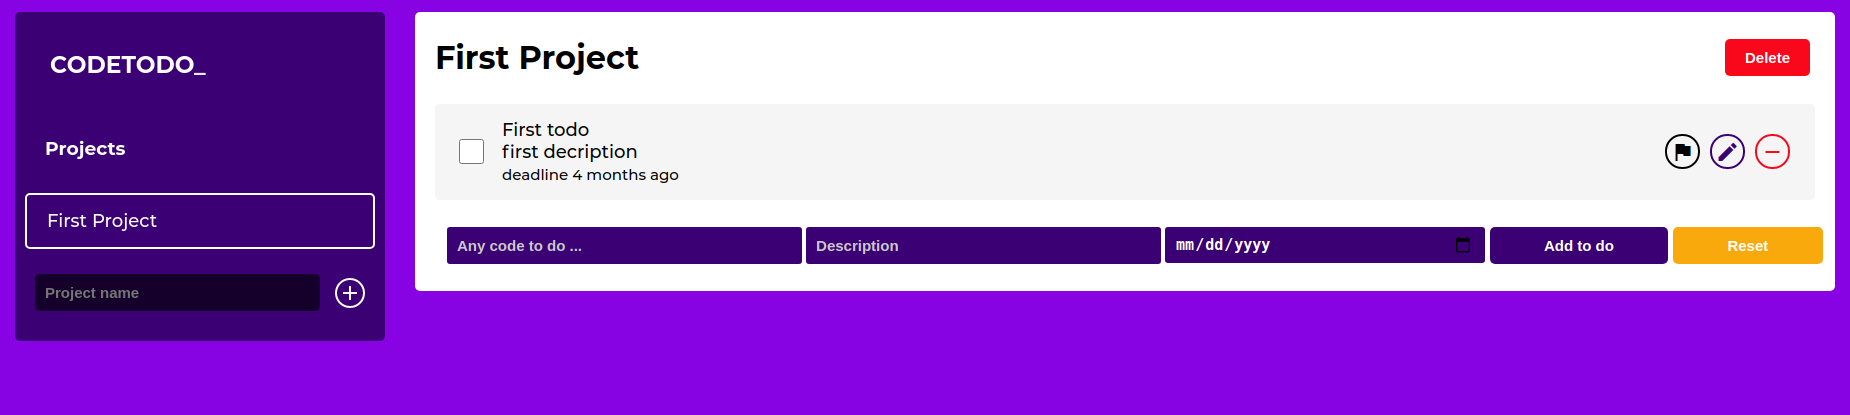 CODETODO_
Projects
First Project
Project name
First Project
Delete
First todo
first decription
deadline 4 months ago
Any code to do ...
Description
mm/dd/yyyy
Add to do
Reset